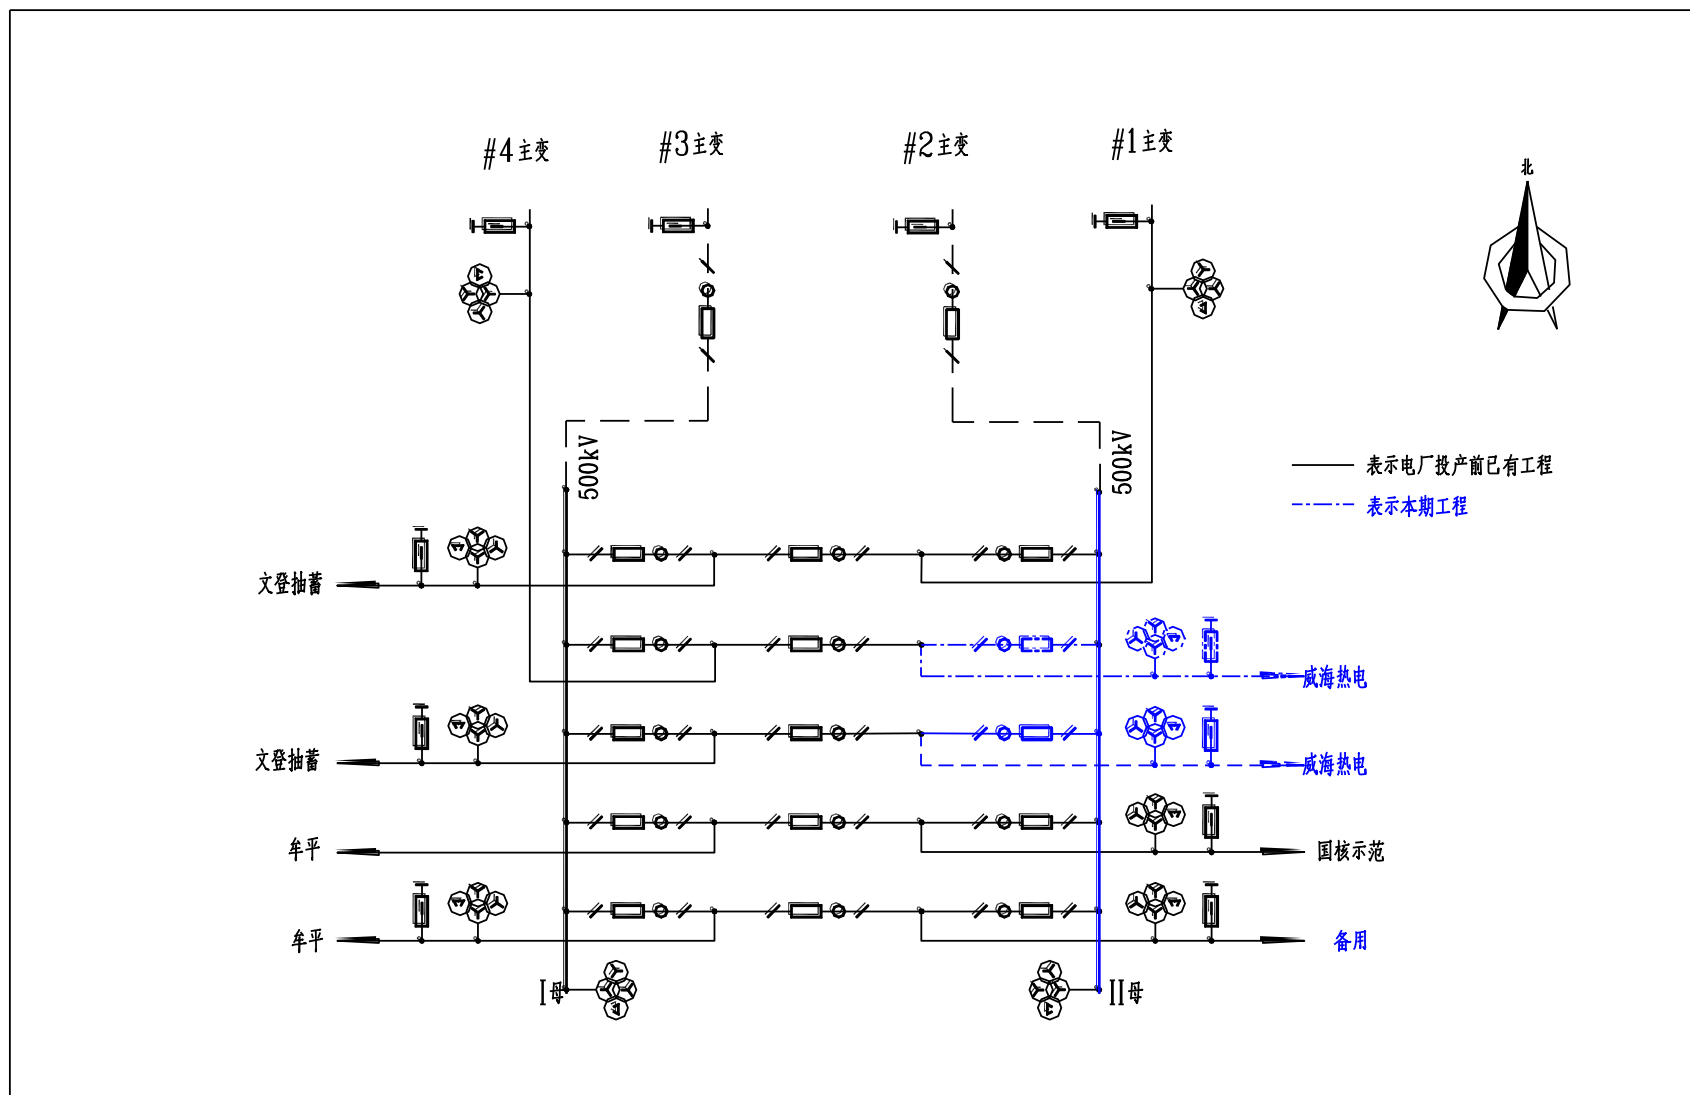 #4主变
#3主变
#2主变
#1主变
北
500kV
500kV
表示电厂投产前已有工程
表示本期工程
文登抽蓄
威海热电
文登抽蓄
威海热电
牟平
国核示范
牟平
备用
I母
II母